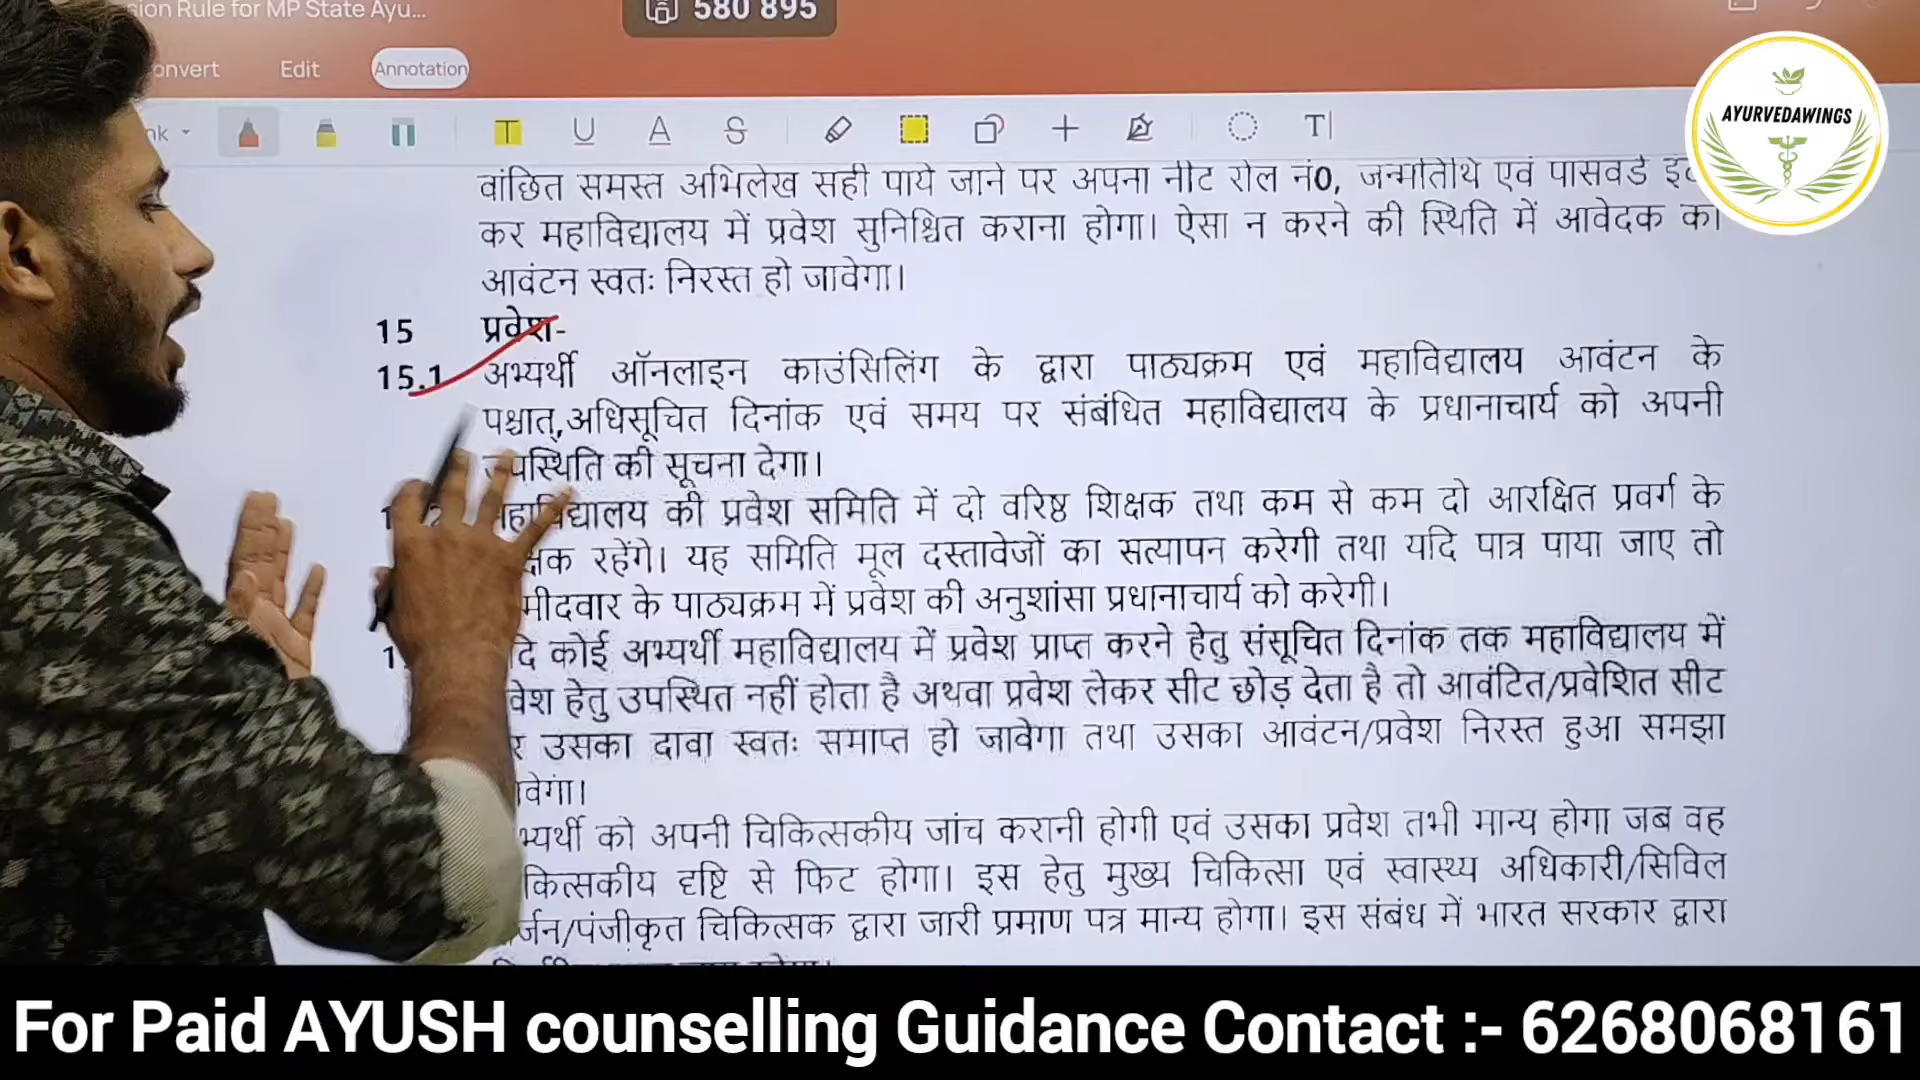 sion Rule for MP State Ayu...
580 895
onvert Edit Annotation
nk
T U A S T
AYURVEDAWINGS
वांछित समस्त अभिलेख सही पाये जाने पर अपना नीट रोल नं0, जन्मतिथि एवं पासवर्ड
कर महाविद्यालय में प्रवेश सुनिश्चित कराना होगा। ऐसा न करने की स्थिति में आवेदक का
आवंटन स्वतः निरस्त हो जावेगा।
15 प्रवेश-
15.1 अभ्यर्थी ऑनलाइन काउंसिलिंग के द्वारा पाठ्यक्रम एवं महाविद्यालय आवंटन के
पश्चात्,अधिसूचित दिनांक एवं समय पर संबंधित महाविद्यालय के प्रधानाचार्य को अपनी
उपस्थिति की सूचना देगा।
महाविद्यालय की प्रवेश समिति में दो वरिष्ठ शिक्षक तथा कम से कम दो आरक्षित प्रवर्ग के
क्षक रहेंगे। यह समिति मूल दस्तावेजों का सत्यापन करेगी तथा यदि पात्र पाया जाए तो
मीदवार के पाठ्यक्रम में प्रवेश की अनुशांसा प्रधानाचार्य को करेगी।
दि कोई अभ्यर्थी महाविद्यालय में प्रवेश प्राप्त करने हेतु संसूचित दिनांक तक महाविद्यालय में
वेश हेतु उपस्थित नहीं होता है अथवा प्रवेश लेकर सीट छोड़ देता है तो आवंटित/प्रवेशित सीट
र उसका दावा स्वतः समाप्त हो जावेगा तथा उसका आवंटन/प्रवेश निरस्त हुआ समझा
वेगां।
भ्यर्थी को अपनी चिकित्सकीय जांच करानी होगी एवं उसका प्रवेश तभी मान्य होगा जब वह
कित्सकीय दृष्टि से फिट होगा। इस हेतु मुख्य चिकित्सा एवं स्वास्थ्य अधिकारी/सिविल
र्जन/पंजीकृत चिकित्सक द्वारा जारी प्रमाण पत्र मान्य होगा। इस संबंध में भारत सरकार द्वारा
For Paid AYUSH counselling Guidance Contact :- 6268068161